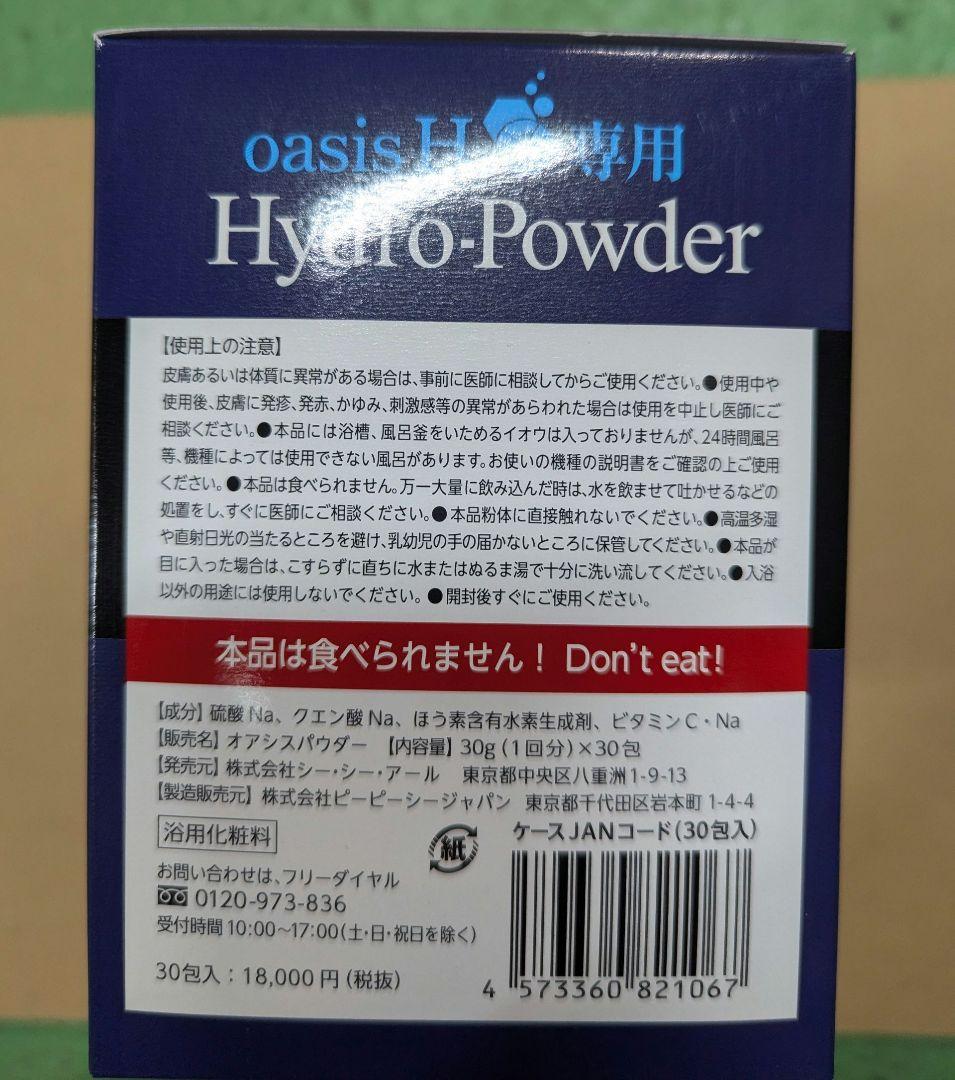 oasis H 専用
Hydro-Powder
【使用上の注意】
皮膚あるいは体質に異常がある場合は、事前に医師に相談してからご使用ください。●使用中や
使用後、皮膚に発疹、発赤、かゆみ、刺激感等の異常があらわれた場合は使用を中止し医師にご
相談ください。●本品には浴槽、風呂釜をいためるイオウは入っておりませんが、24時間風呂
等、機種によっては使用できない風呂があります。お使いの機種の説明書をご確認の上ご使用
ください。●本品は食べられません。万一大量に飲み込んだ時は、水を飲ませて吐かせるなどの
処置をし、すぐに医師にご相談ください。●本品粉体に直接触れないでください。●高温多湿
や直射日光の当たるところを避け、乳幼児の手の届かないところに保管してください。●本品が
目に入った場合は、こすらずに直ちに水またはぬるま湯で十分に洗い流してください。●入浴
以外の用途には使用しないでください。●開封後すぐにご使用ください。
本品は食べられません！ Don't eat!
【成分】硫酸Na、クエン酸Na、ほう素含有水素生成剤、ビタミンC・Na
【販売名】オアシスパウダー 【内容量】30g（1回分）×30包
【発売元】株式会社シー・シー・アール 東京都中央区八重洲1-9-13
【製造販売元】株式会社ピーピーシージャパン 東京都千代田区岩本町1-4-4
浴用化粧料
紙
ケースJANコード（30包入）
お問い合わせは、フリーダイヤル
0120-973-836
受付時間10:00～17:00（土・日・祝日を除く）
30包入：18,000円（税抜）
4 573360 821067